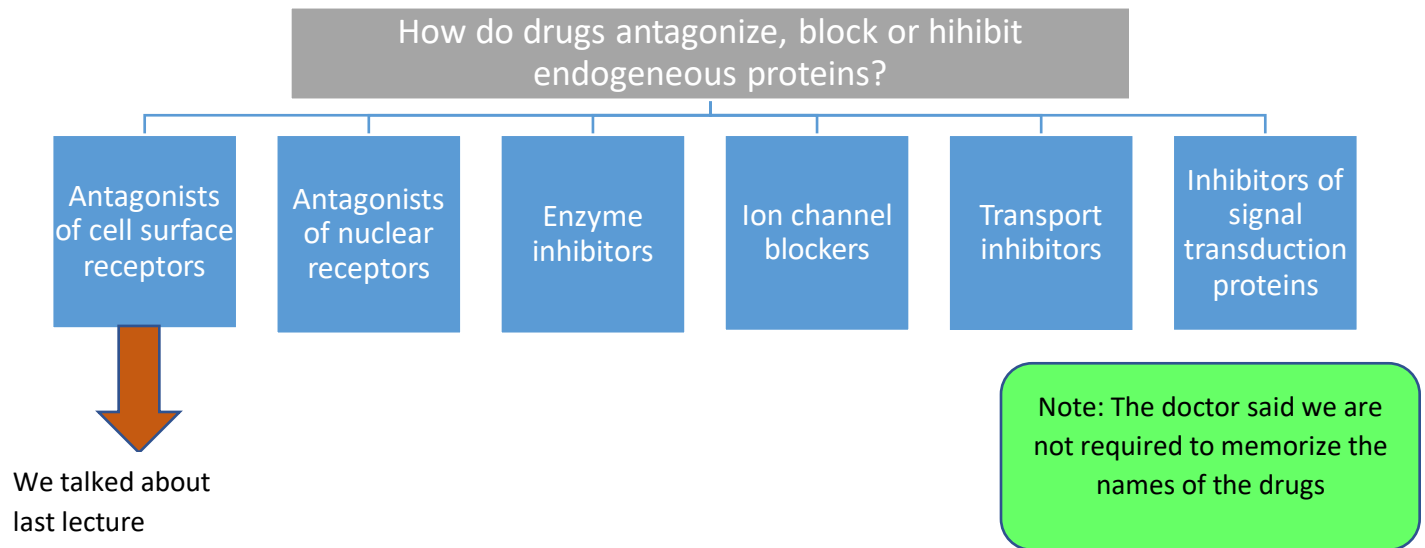 How do drugs antagonize, block or hihibit
endogeneous proteins?
Antagonists
of cell surface
receptors
Antagonists
of nuclear
receptors
Enzyme
inhibitors
Ion channel
blockers
Transport
inhibitors
Inhibitors of
signal
transduction
proteins
We talked about
last lecture
Note: The doctor said we are
not required to memorize the
names of the drugs